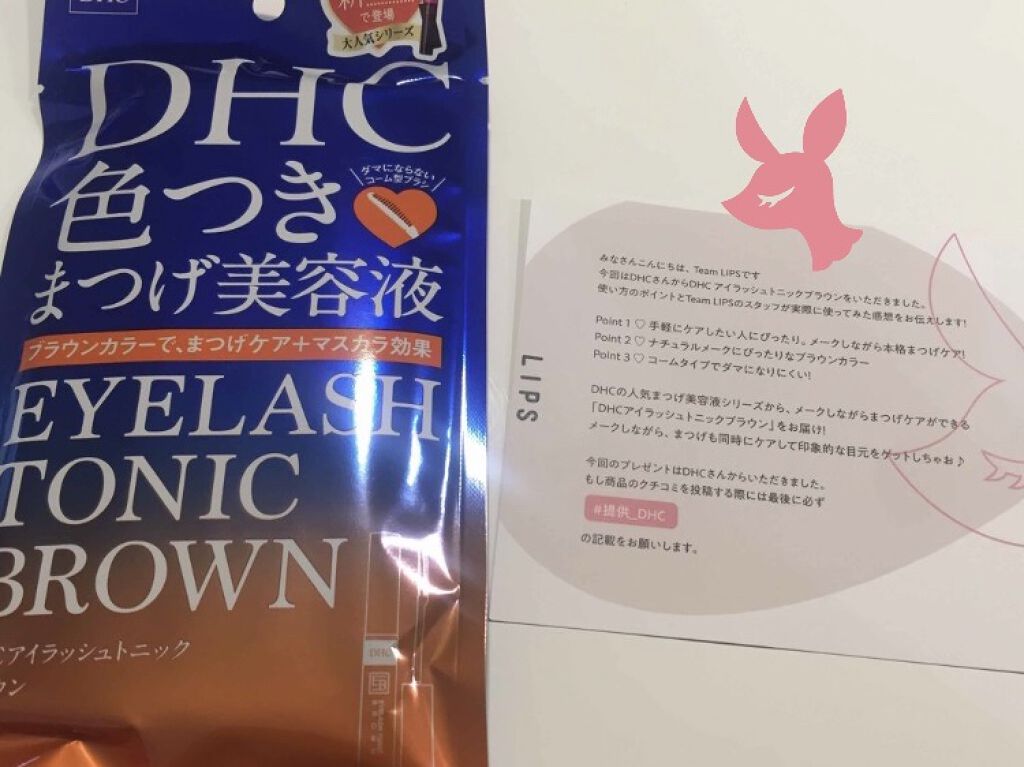 DHC
で登場
大人気シリーズ
DHC
色つき
ダマにならない
コーム型ブラシ
まつげ美容液
ブラウンカラーで、まつげケア+マスカラ効果
EYELASH
TONIC
BROWN
アイラッシュトニック
ウン
DHC
LIPS
みなさんこんにちは、Team LIPSです
今回はDHCさんからDHC アイラッシュトニックブラウンをいただきました。
使い方のポイントとTeam LIPSのスタッフが実際に使ってみた感想をお伝えします!
Point 1 ♡ 手軽にケアしたい人にぴったり。メークしながら本格まつげケア!
Point 2 ♡ ナチュラルメークにぴったりなブラウンカラー
Point 3 ♡ コームタイプでダマになりにくい!
DHCの人気まつげ美容液シリーズから、メークしながらまつげケアができる
「DHCアイラッシュトニックブラウン」をお届け!
メークしながら、まつげも同時にケアして印象的な目元をゲットしちゃお♪
今回のプレゼントはDHCさんからいただきました。
もし商品のクチコミを投稿する際には最後に必ず
#提供_DHC
の記載をお願いします。